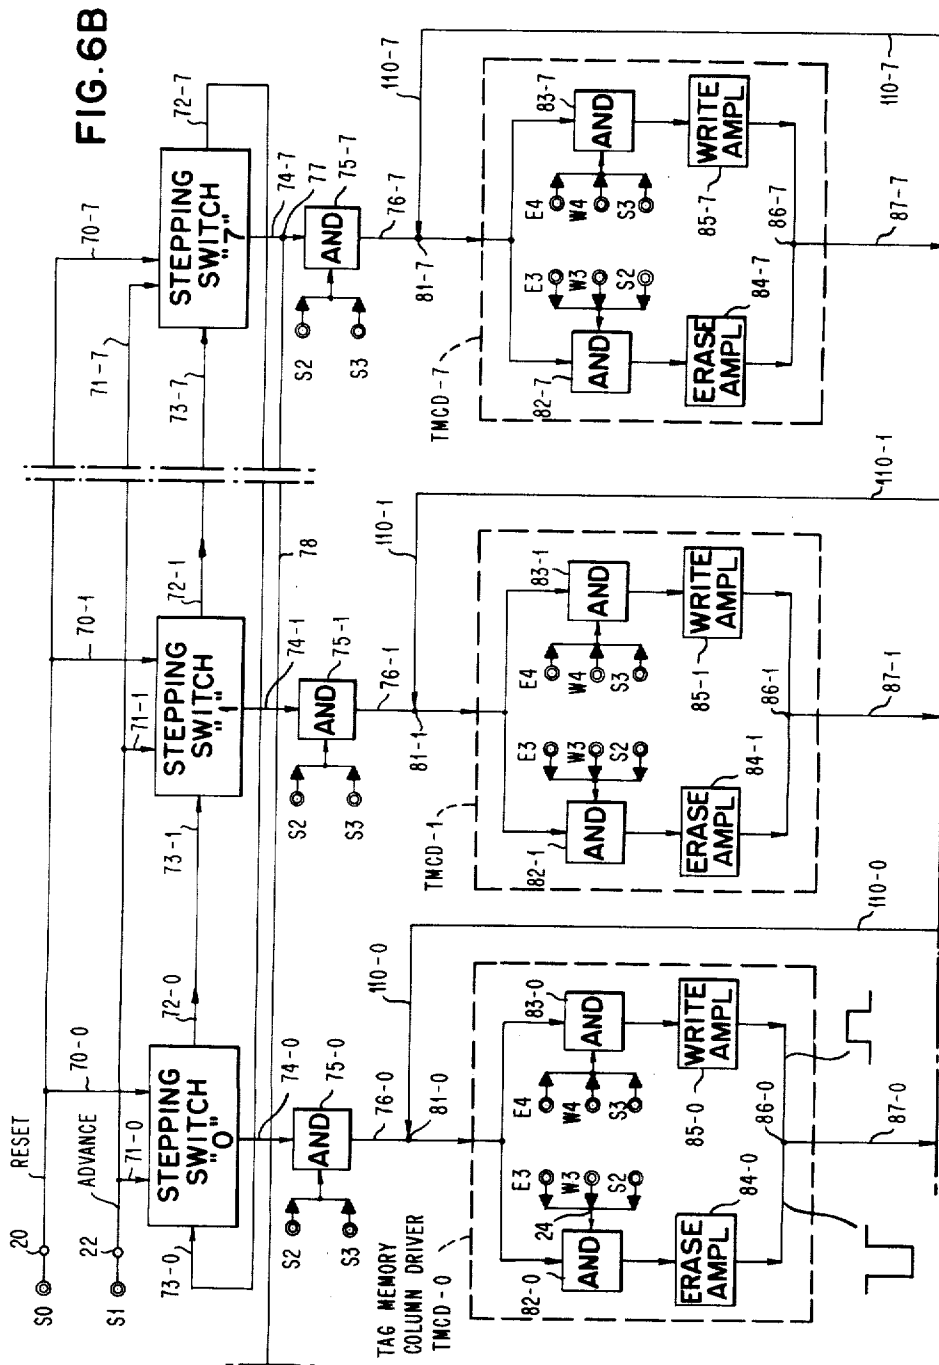 FIG.6B
S0
20
RESET
S1
22
ADVANCE
70-0
71-0
73-0
STEPPING
SWITCH
"0"
72-0
73-1
70-1
71-1
STEPPING
SWITCH
"1"
72-1
73-7
70-7
71-7
STEPPING
SWITCH
"7"
72-7
74-0
S2
S3
AND
75-0
76-0
81-0
110-0
74-1
78
S2
S3
AND
75-1
76-1
81-1
110-1
74-7
77
S2
S3
AND
75-7
76-7
81-7
110-7
TAG MEMORY
COLUMN DRIVER
TMCD-0
E3
W3
S2
24
82-0
AND
E4
W4
S3
83-0
AND
ERASE
AMPL
84-0
WRITE
AMPL
85-0
86-0
87-0
110-0
TMCD-1
E3
W3
S2
82-1
AND
E4
W4
S3
83-1
AND
ERASE
AMPL
84-1
WRITE
AMPL
85-1
86-1
87-1
110-1
TMCD-7
E3
W3
S2
82-7
AND
E4
W4
S3
83-7
AND
ERASE
AMPL
84-7
WRITE
AMPL
85-7
86-7
87-7
110-7